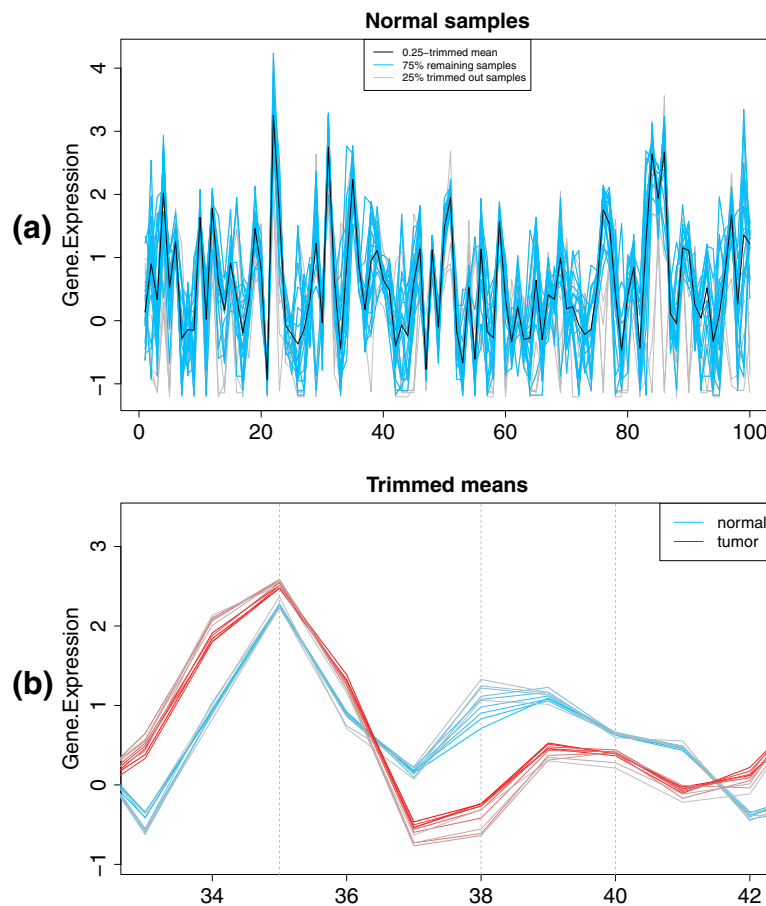 Normal samples
0.25-trimmed mean
75% remaining samples
25% trimmed out samples
(a)
Gene.Expression
4
3
2
1
0
−1
0 20 40 60 80 100
Trimmed means
normal
tumor
(b)
Gene.Expression
3
2
1
0
−1
34 36 38 40 42